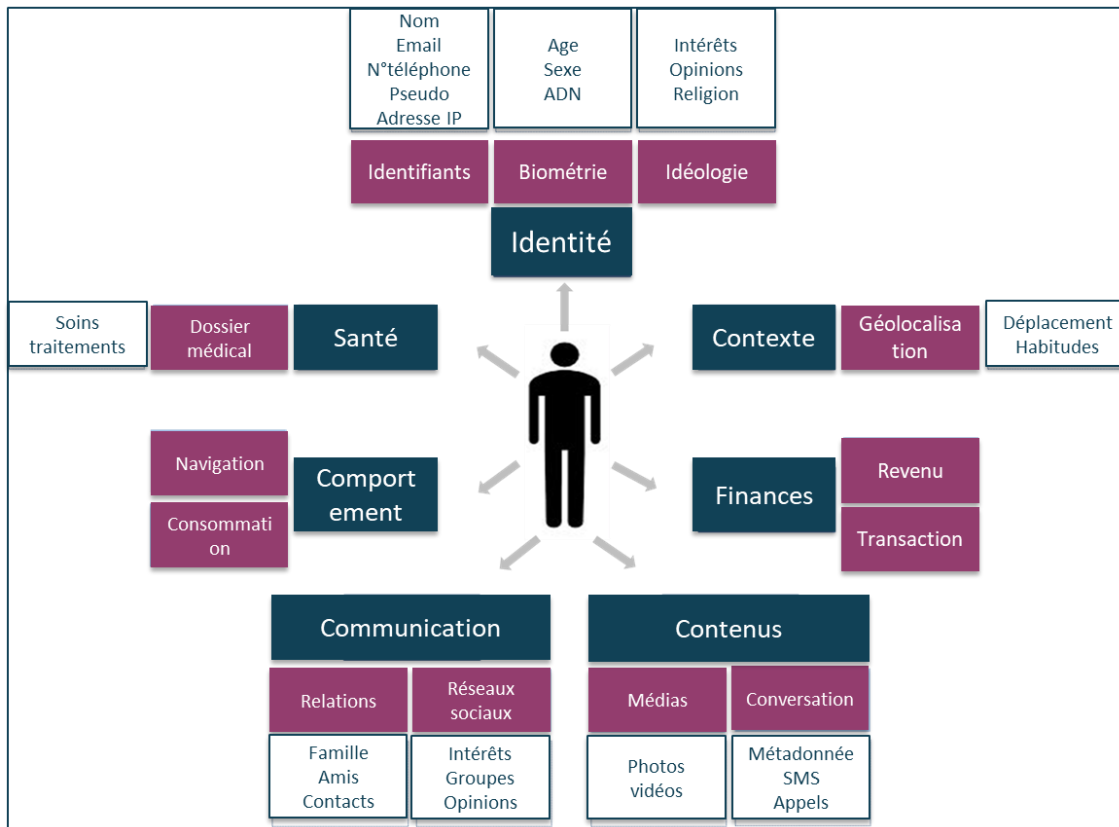 Nom
Email
N°téléphone
Pseudo
Adresse IP
Age
Sexe
ADN
Intérêts
Opinions
Religion
Identifiants
Biométrie
Idéologie
Identité
Soins
traitements
Dossier
médical
Santé
Contexte
Géolocalisa
tion
Déplacement
Habitudes
Navigation
Consommati
on
Comport
ement
Finances
Revenu
Transaction
Communication
Contenus
Relations
Réseaux
sociaux
Médias
Conversation
Famille
Amis
Contacts
Intérêts
Groupes
Opinions
Photos
vidéos
Métadonnée
SMS
Appels